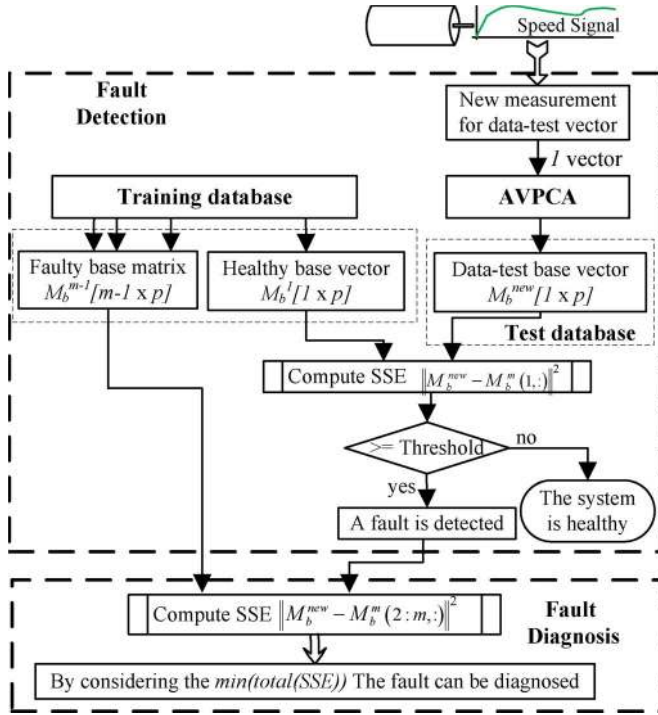 Speed Signal
Fault
Detection
New measurement
for data-test vector
1 vector
Training database
AVPCA
Faulty base matrix
M_b^{m-1}[m-1 x p]
Healthy base vector
M_b^1[1 x p]
Data-test base vector
M_b^{new}[1 x p]
Test database
Compute SSE ‖M_b^{new} − M_b^m (1,:)‖^2
>= Threshold
no
yes
The system
is healthy
A fault is detected
Compute SSE ‖M_b^{new} − M_b^m (2 : m,:)‖^2
Fault
Diagnosis
By considering the min(total(SSE)) The fault can be diagnosed